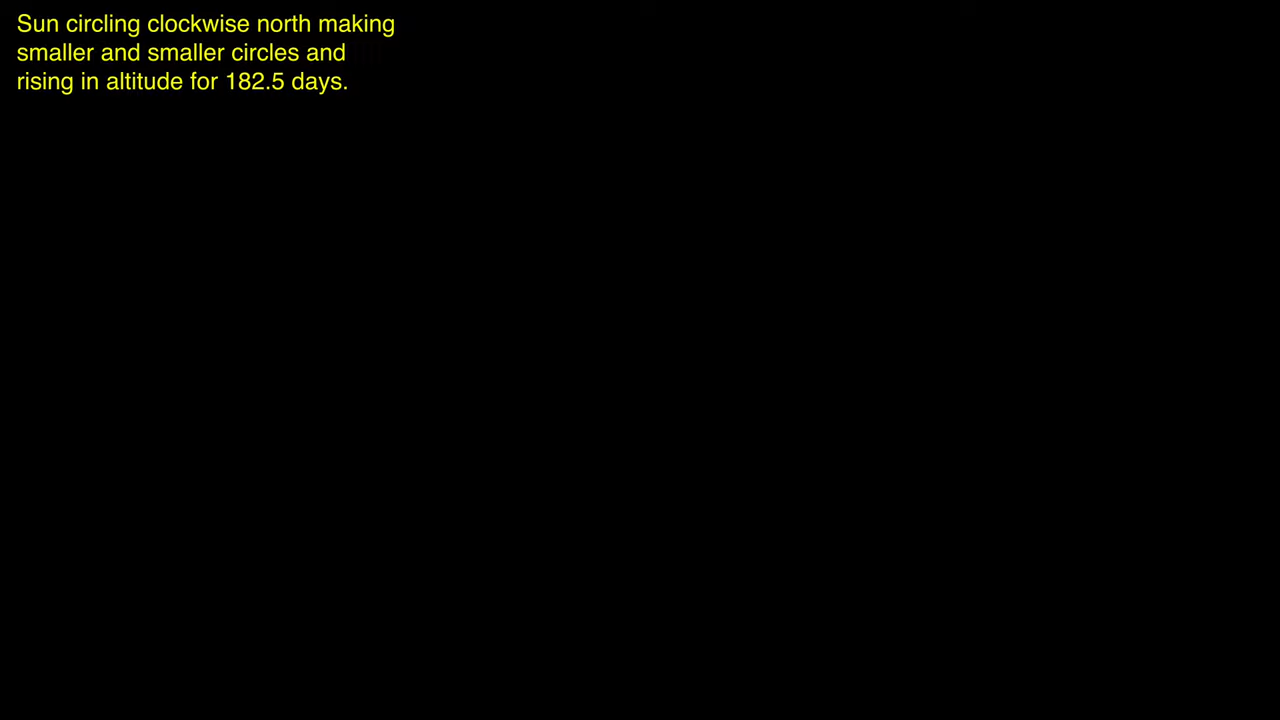 Sun circling clockwise north making
smaller and smaller circles and
rising in altitude for 182.5 days.